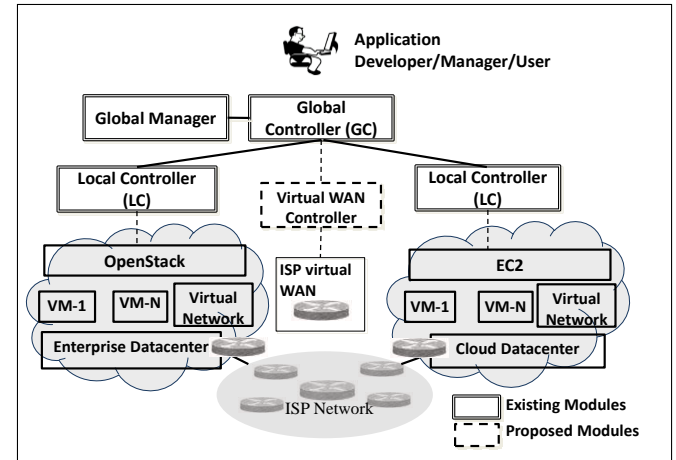 Application
Developer/Manager/User
Global Manager
Global
Controller (GC)
Local Controller
(LC)
Virtual WAN
Controller
Local Controller
(LC)
OpenStack
VM-1
VM-N
Virtual
Network
Enterprise Datacenter
ISP virtual
WAN
EC2
VM-1
VM-N
Virtual
Network
Cloud Datacenter
ISP Network
Existing Modules
Proposed Modules